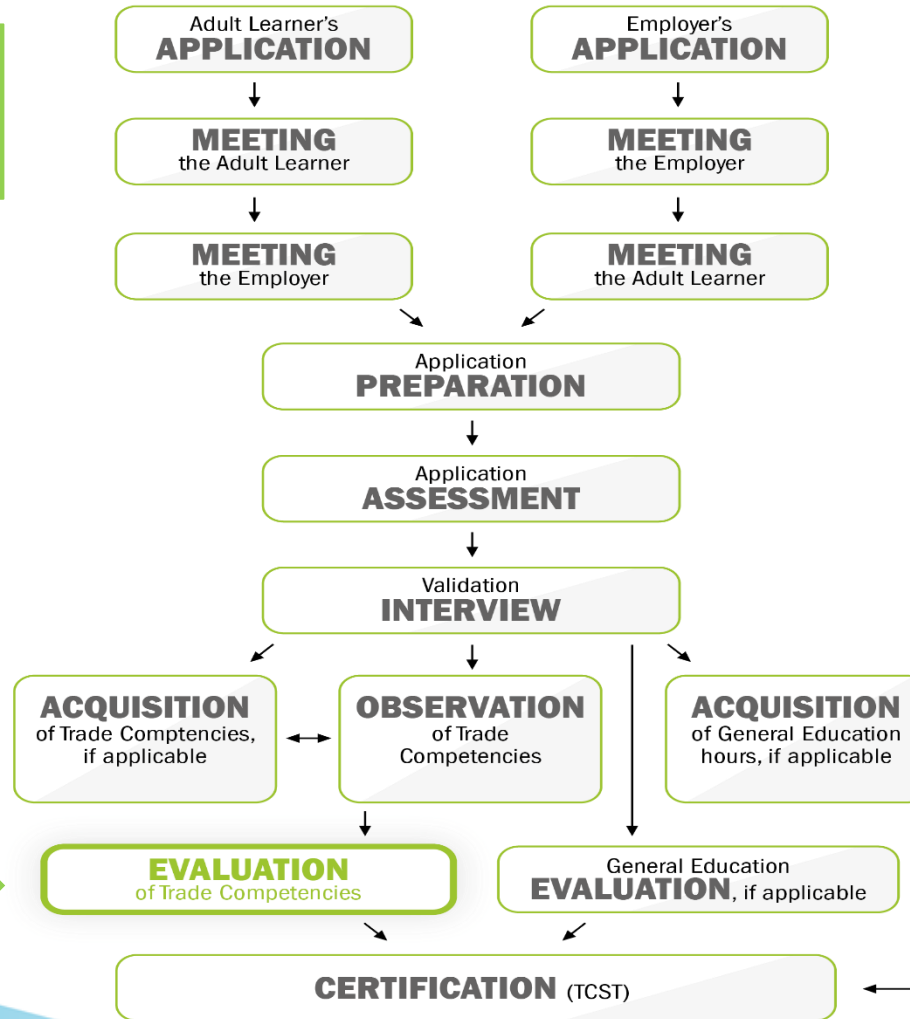 Adult Learner's
APPLICATION
Employer's
APPLICATION
MEETING
the Adult Learner
MEETING
the Employer
MEETING
the Employer
MEETING
the Adult Learner
Application
PREPARATION
Application
ASSESSMENT
Validation
INTERVIEW
ACQUISITION
of Trade Comptencies,
if applicable
OBSERVATION
of Trade
Competencies
ACQUISITION
of General Education
hours, if applicable
EVALUATION
of Trade Competencies
General Education
EVALUATION, if applicable
CERTIFICATION (TCST)